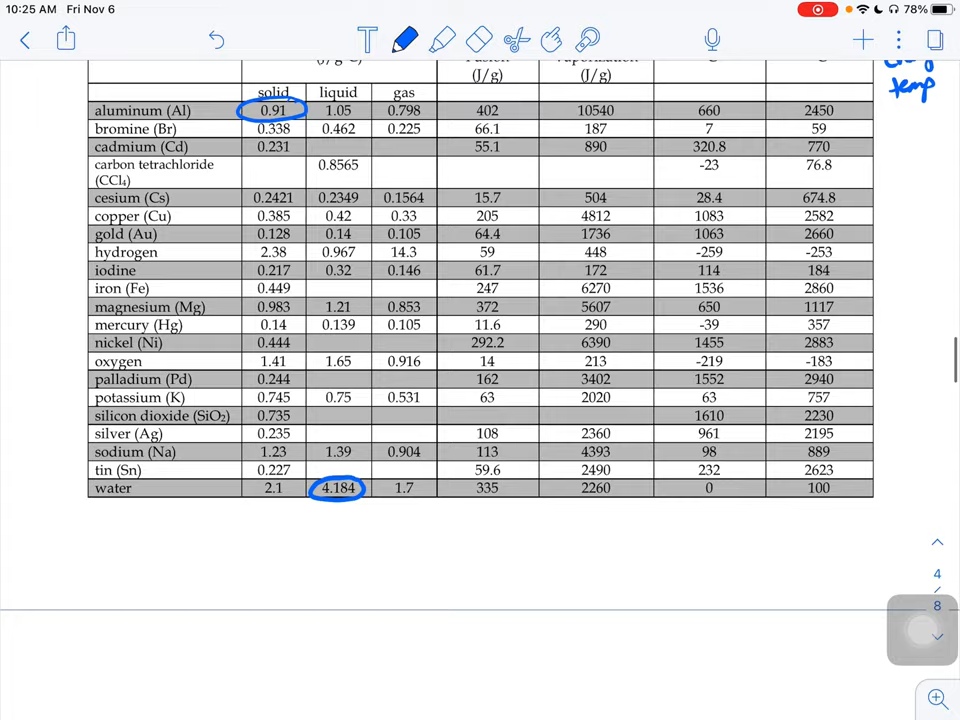 10:25 AM Fri Nov 6 78%
(J/g) (J/g)
temp
solid liquid gas
aluminum (Al) 0.91 1.05 0.798 402 10540 660 2450
bromine (Br) 0.338 0.462 0.225 66.1 187 7 59
cadmium (Cd) 0.231 55.1 890 320.8 770
carbon tetrachloride 0.8565 -23 76.8
(CCl₄)
cesium (Cs) 0.2421 0.2349 0.1564 15.7 504 28.4 674.8
copper (Cu) 0.385 0.42 0.33 205 4812 1083 2582
gold (Au) 0.128 0.14 0.105 64.4 1736 1063 2660
hydrogen 2.38 0.967 14.3 59 448 -259 -253
iodine 0.217 0.32 0.146 61.7 172 114 184
iron (Fe) 0.449 247 6270 1536 2860
magnesium (Mg) 0.983 1.21 0.853 372 5607 650 1117
mercury (Hg) 0.14 0.139 0.105 11.6 290 -39 357
nickel (Ni) 0.444 292.2 6390 1455 2883
oxygen 1.41 1.65 0.916 14 213 -219 -183
palladium (Pd) 0.244 162 3402 1552 2940
potassium (K) 0.745 0.75 0.531 63 2020 63 757
silicon dioxide (SiO₂) 0.735 1610 2230
silver (Ag) 0.235 108 2360 961 2195
sodium (Na) 1.23 1.39 0.904 113 4393 98 889
tin (Sn) 0.227 59.6 2490 232 2623
water 2.1 4.184 1.7 335 2260 0 100
4
/
8